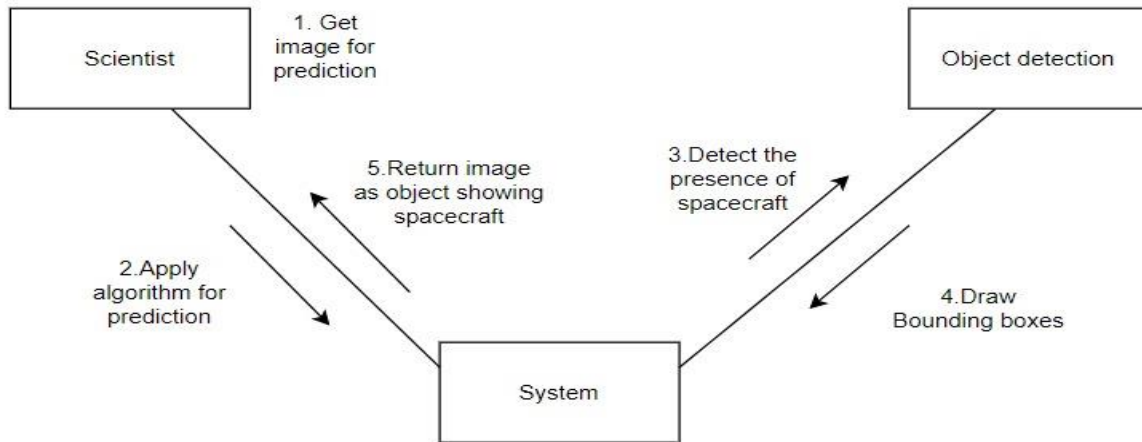 Scientist
1. Get
image for
prediction
Object detection
5.Return image
as object showing
spacecraft
3.Detect the
presence of
spacecraft
2.Apply
algorithm for
prediction
4.Draw
Bounding boxes
System